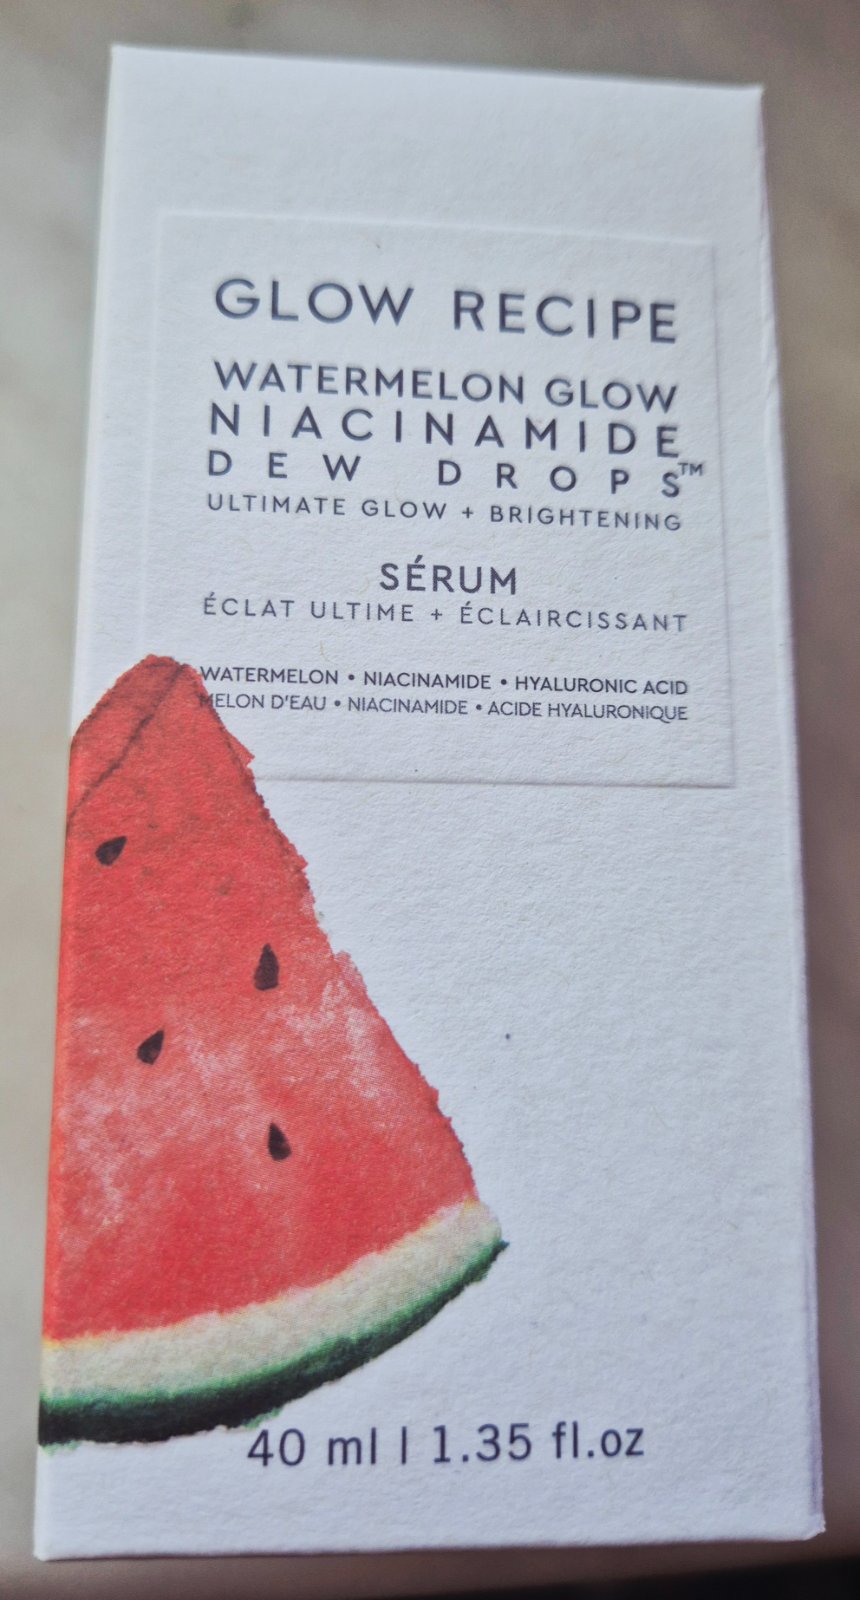 GLOW RECIPE
WATERMELON GLOW
NIACINAMIDE
DEW DROPS™
ULTIMATE GLOW + BRIGHTENING
SÉRUM
ÉCLAT ULTIME + ÉCLAIRCISSANT
WATERMELON • NIACINAMIDE • HYALURONIC ACID
MELON D'EAU • NIACINAMIDE • ACIDE HYALURONIQUE
40 ml | 1.35 fl.oz